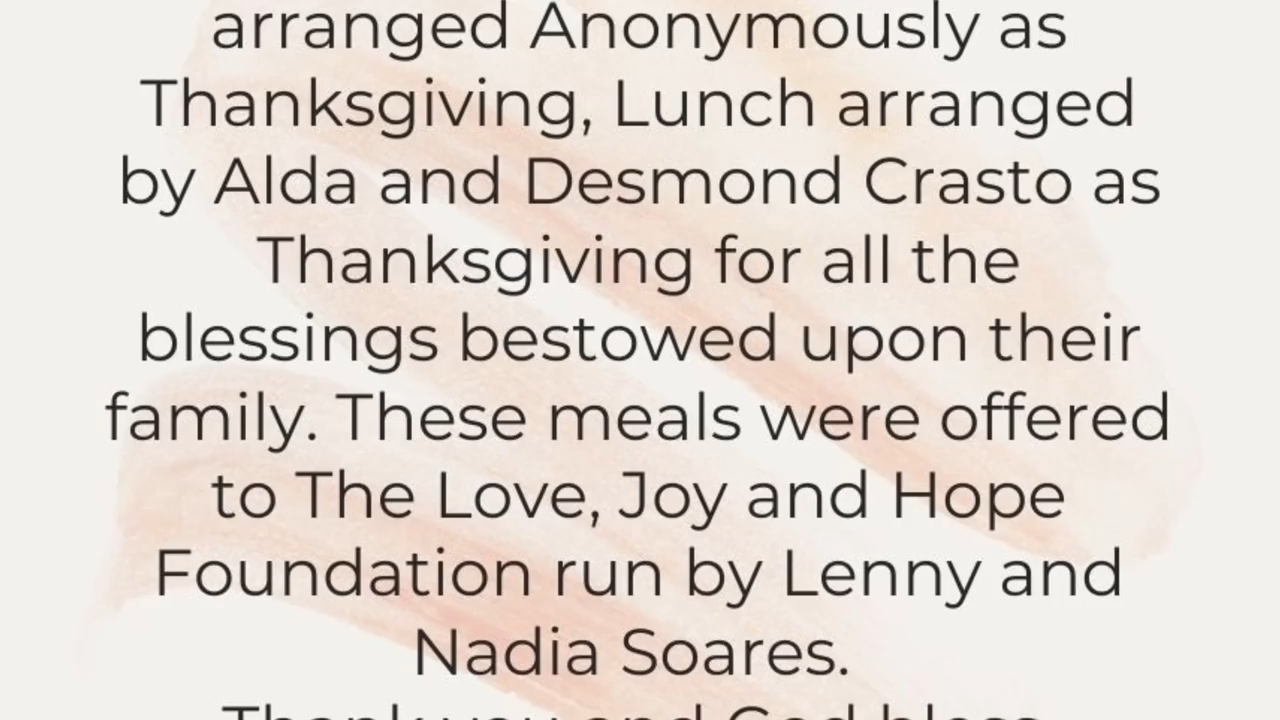 arranged Anonymously as
Thanksgiving, Lunch arranged
by Alda and Desmond Crasto as
Thanksgiving for all the
blessings bestowed upon their
family. These meals were offered
to The Love, Joy and Hope
Foundation run by Lenny and
Nadia Soares.
Thank you and God bless